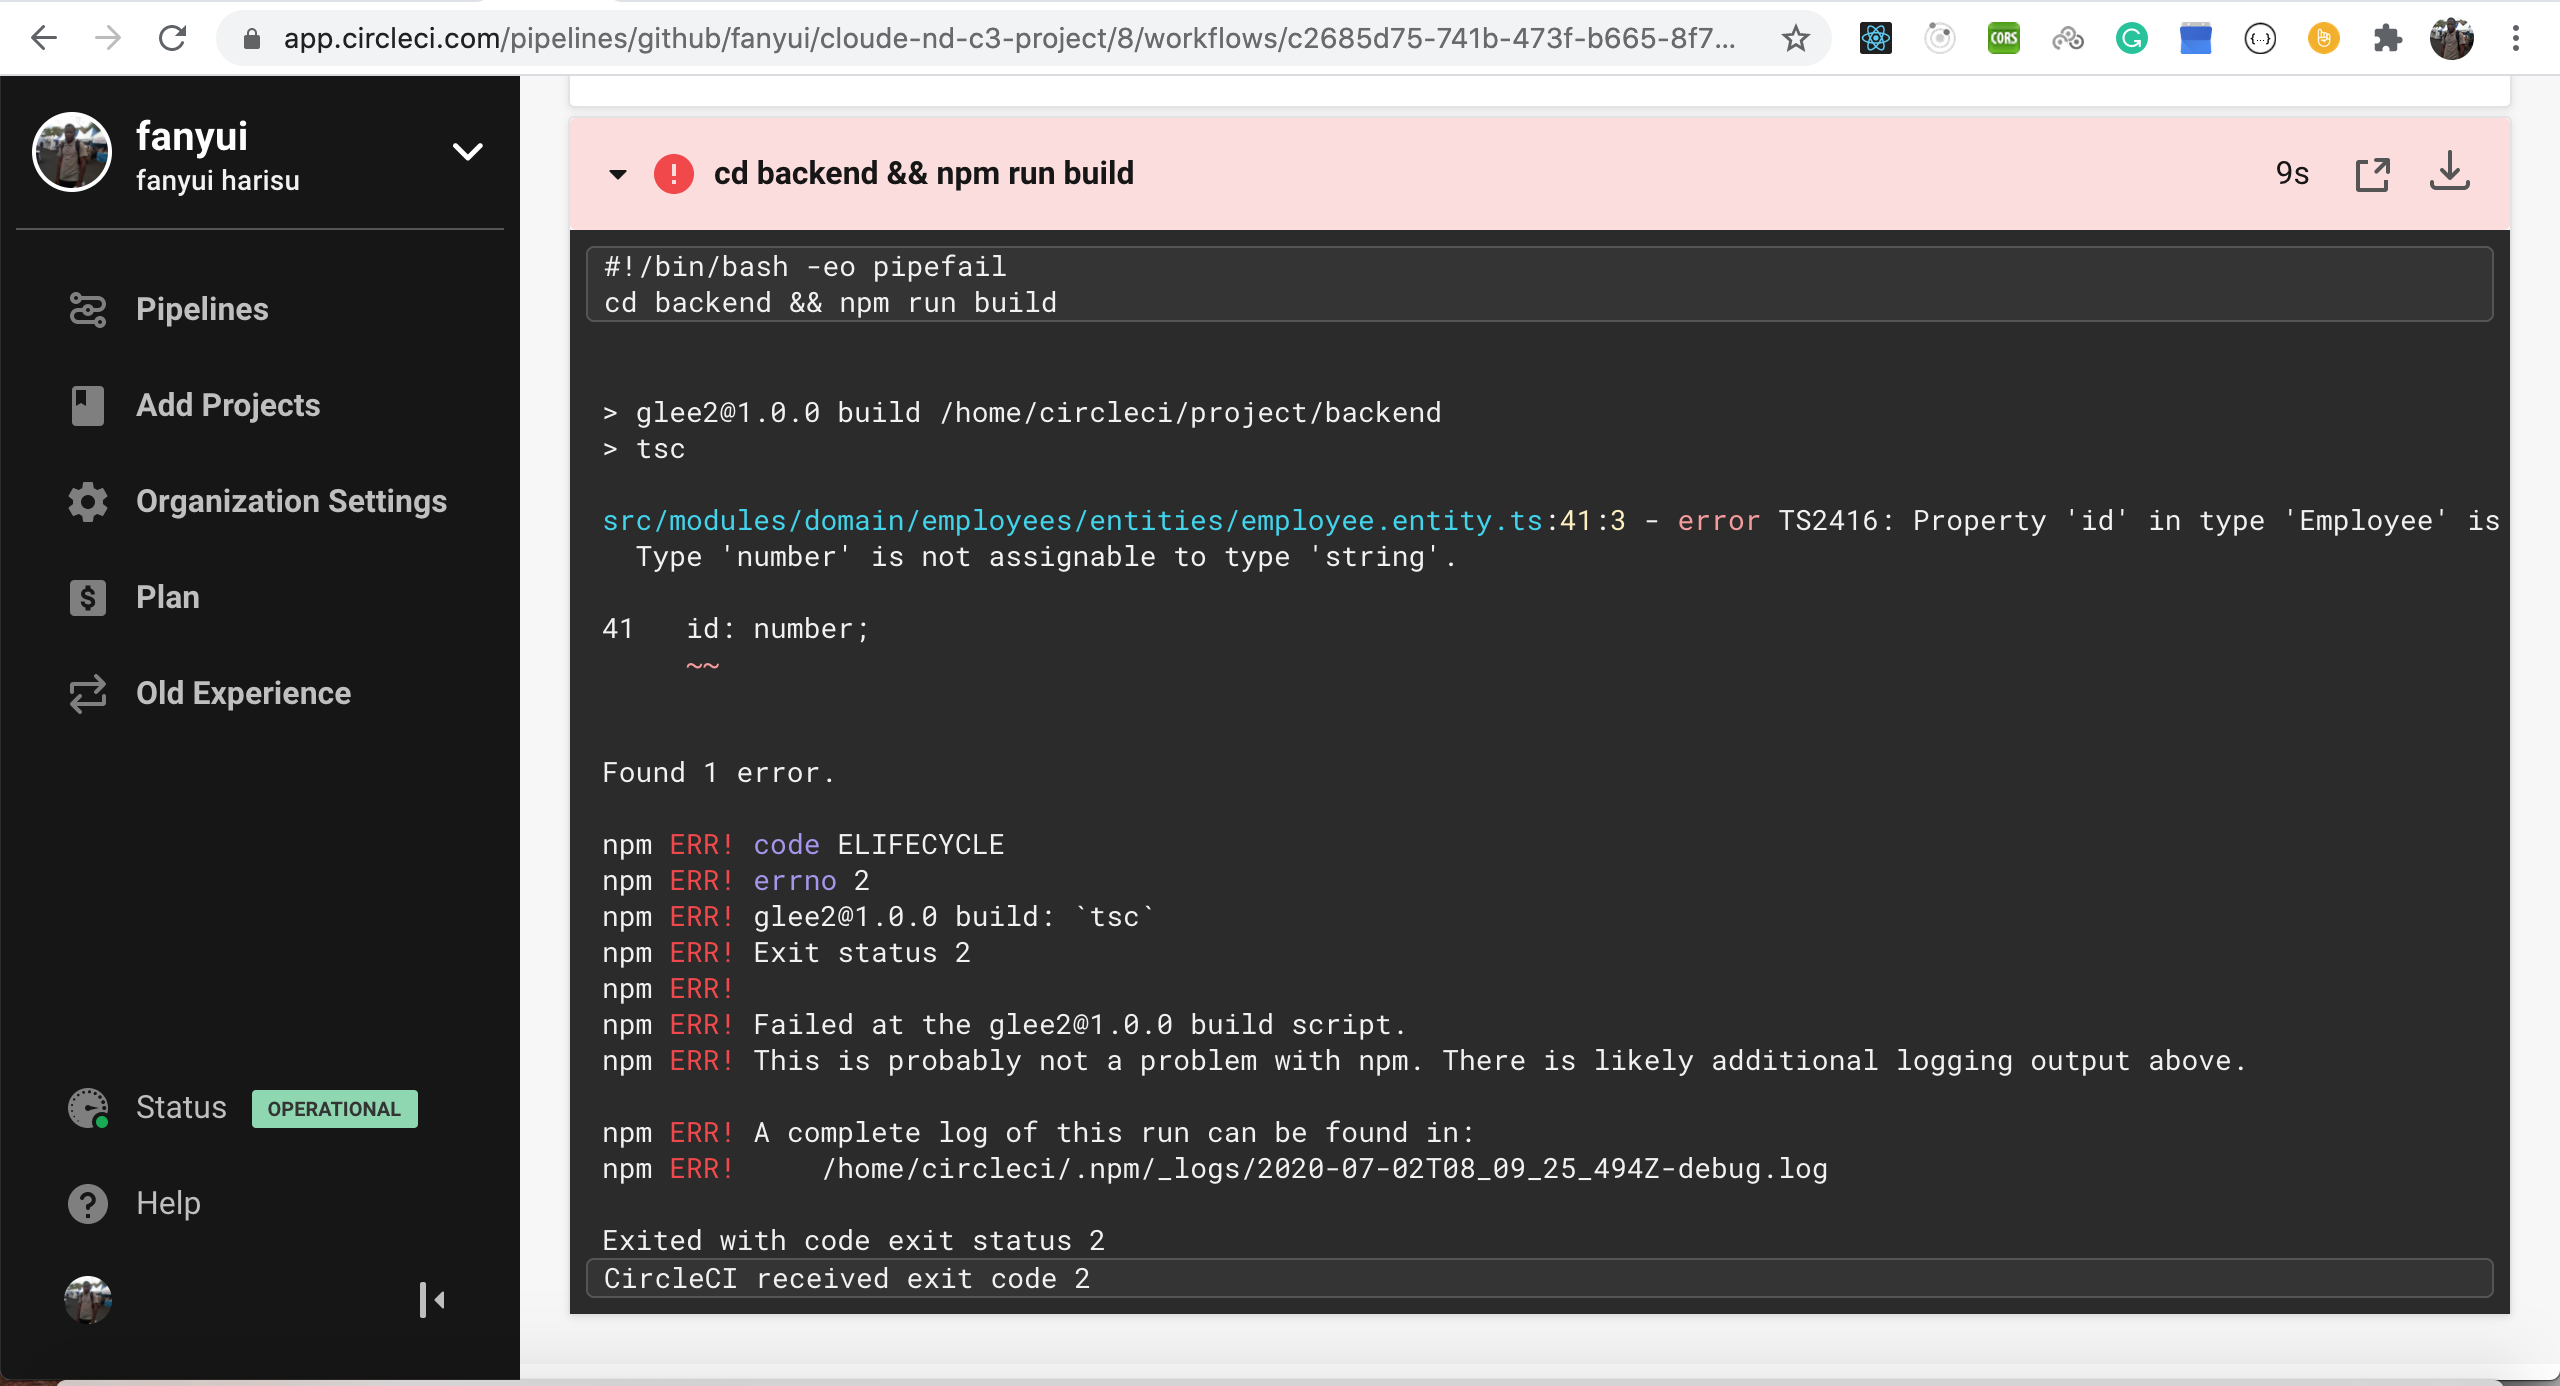 app.circleci.com/pipelines/github/fanyui/cloude-nd-c3-project/8/workflows/c2685d75-741b-473f-b665-8f7...
CORS
fanyui
fanyui harisu
Pipelines
Add Projects
Organization Settings
Plan
Old Experience
Status OPERATIONAL
Help
cd backend && npm run build 9s
#!/bin/bash -eo pipefail
cd backend && npm run build
> glee2@1.0.0 build /home/circleci/project/backend
> tsc
src/modules/domain/employees/entities/employee.entity.ts:41:3 - error TS2416: Property 'id' in type 'Employee' is
Type 'number' is not assignable to type 'string'.
41 id: number;
~~
Found 1 error.
npm ERR! code ELIFECYCLE
npm ERR! errno 2
npm ERR! glee2@1.0.0 build: `tsc`
npm ERR! Exit status 2
npm ERR!
npm ERR! Failed at the glee2@1.0.0 build script.
npm ERR! This is probably not a problem with npm. There is likely additional logging output above.
npm ERR! A complete log of this run can be found in:
npm ERR! /home/circleci/.npm/_logs/2020-07-02T08_09_25_494Z-debug.log
Exited with code exit status 2
CircleCI received exit code 2